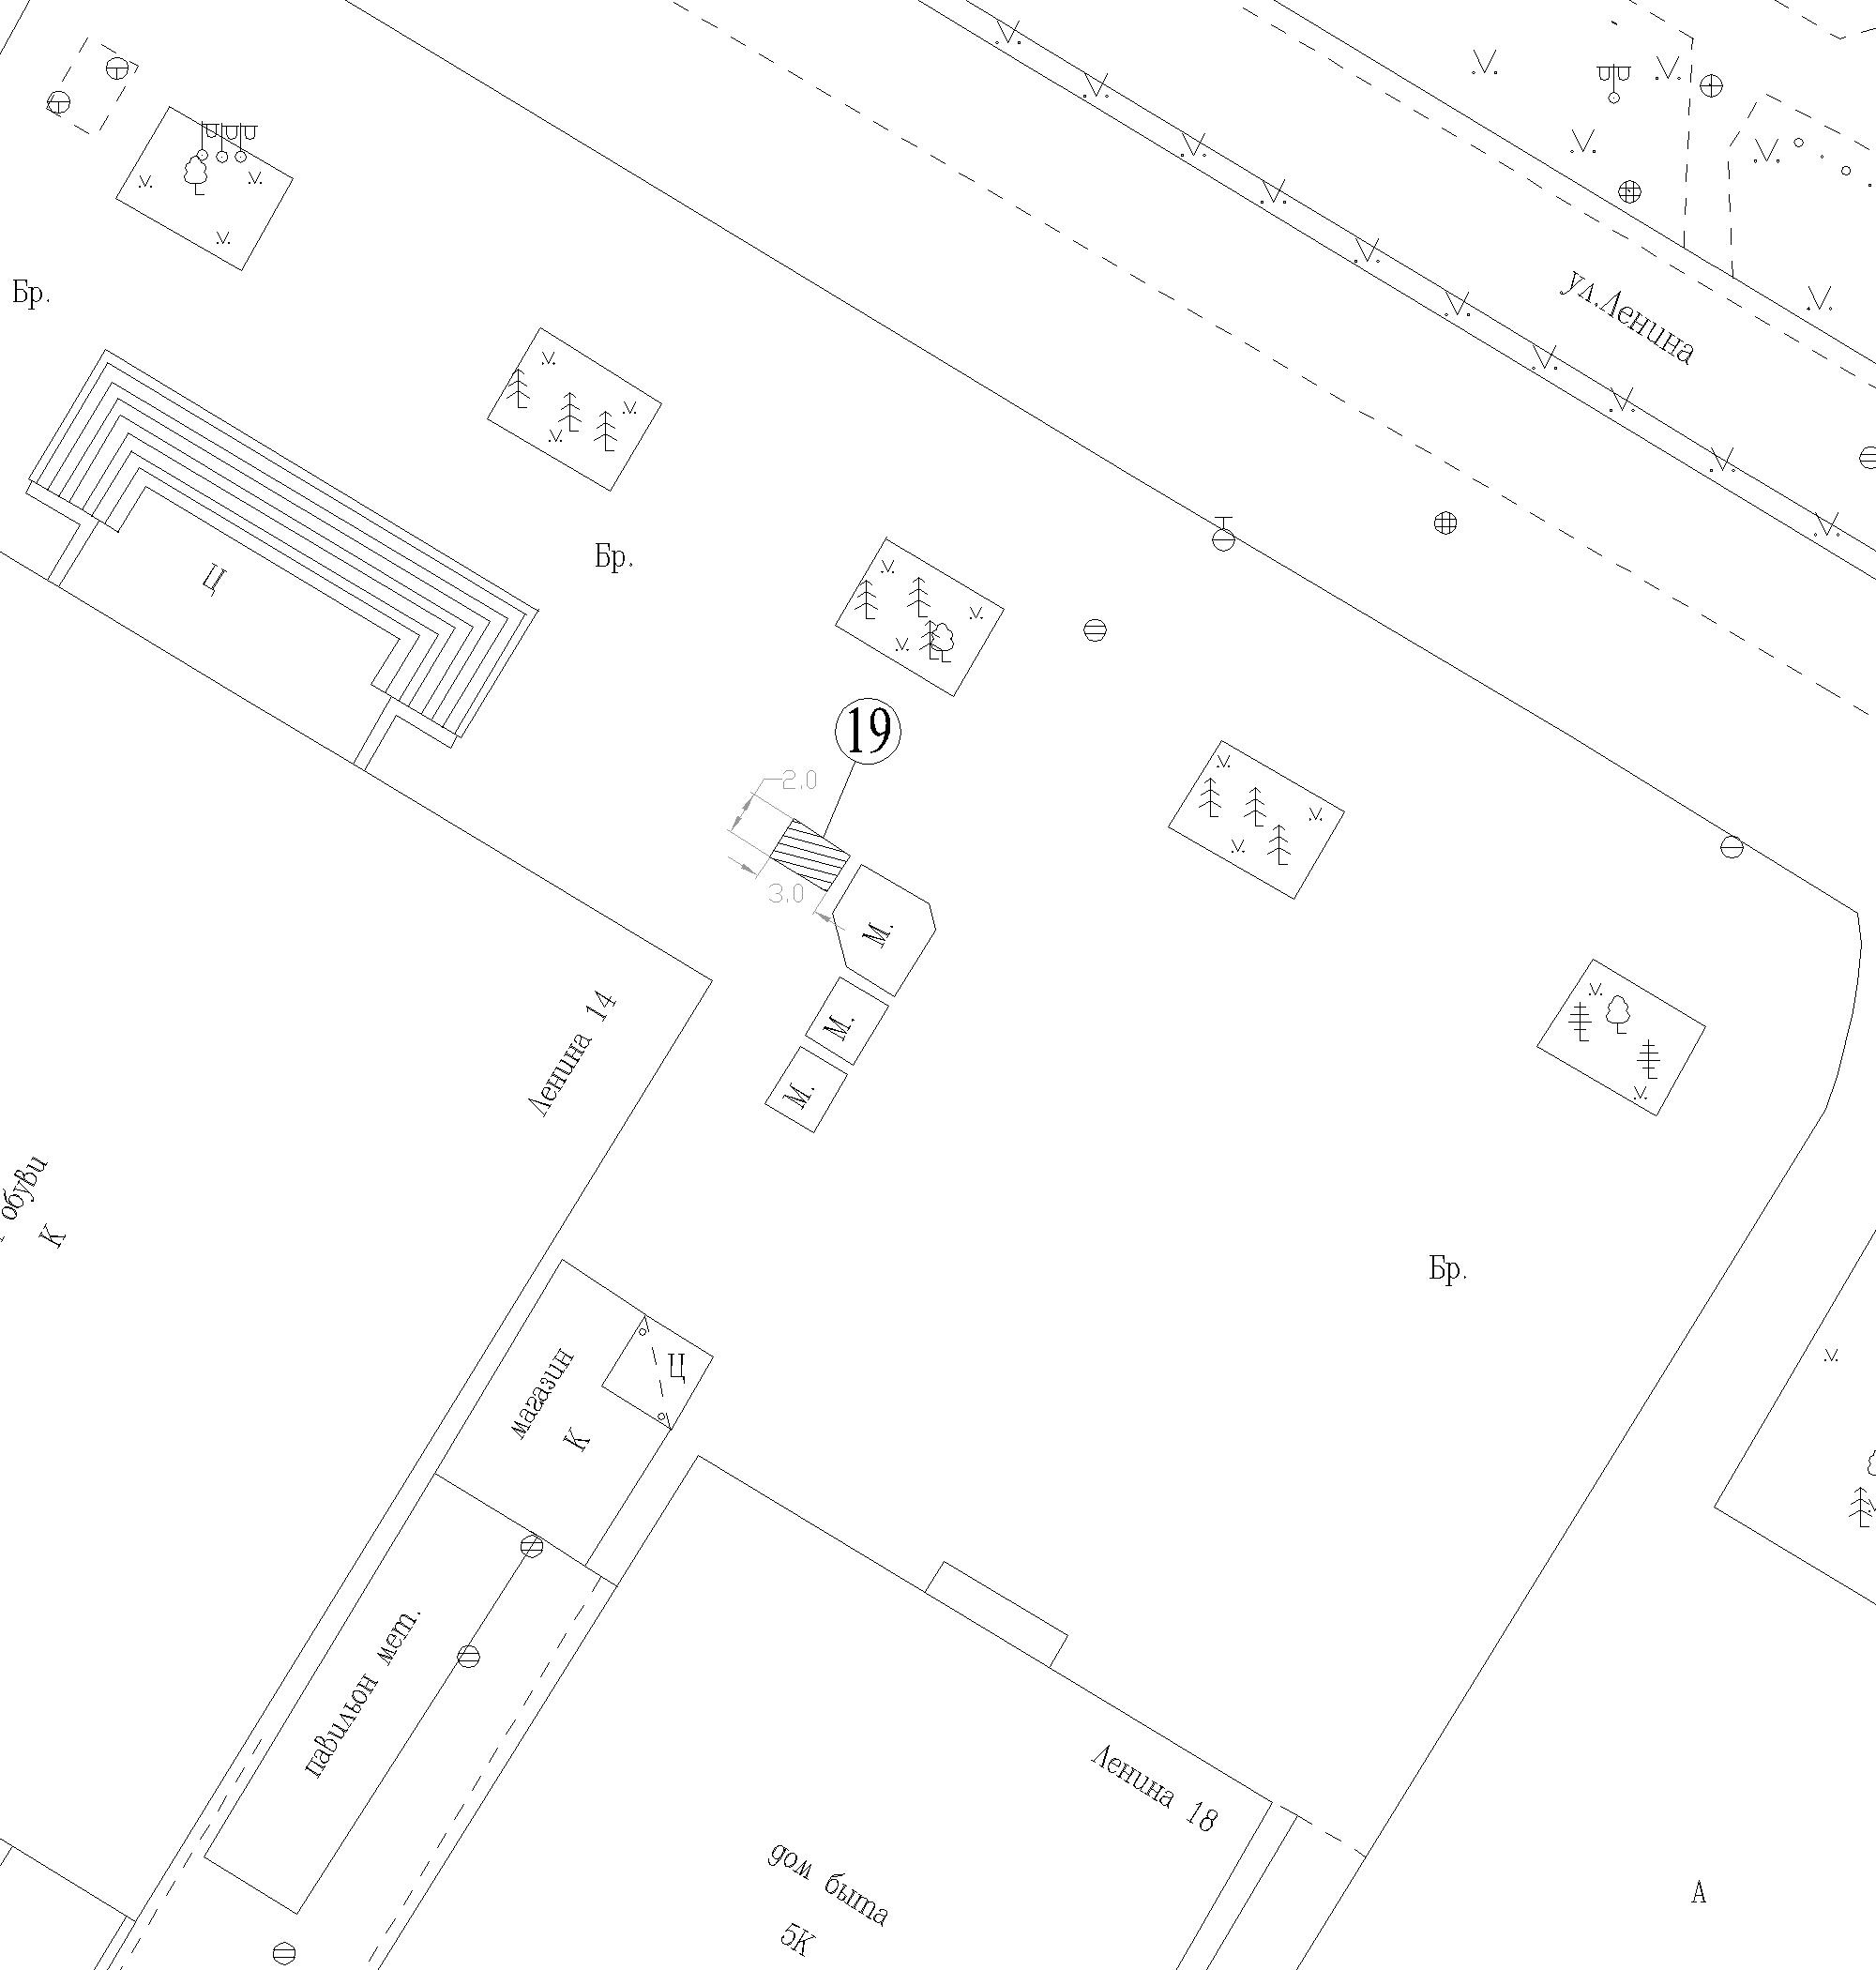 ул.Ленина
Бр.
Бр.
Ц
19
2.0
3.0
М.
М.
М.
Ленина 14
обуви
К
Бр.
магазин
К
Ц
павильон мет.
Ленина 18
дом быта
5К
А